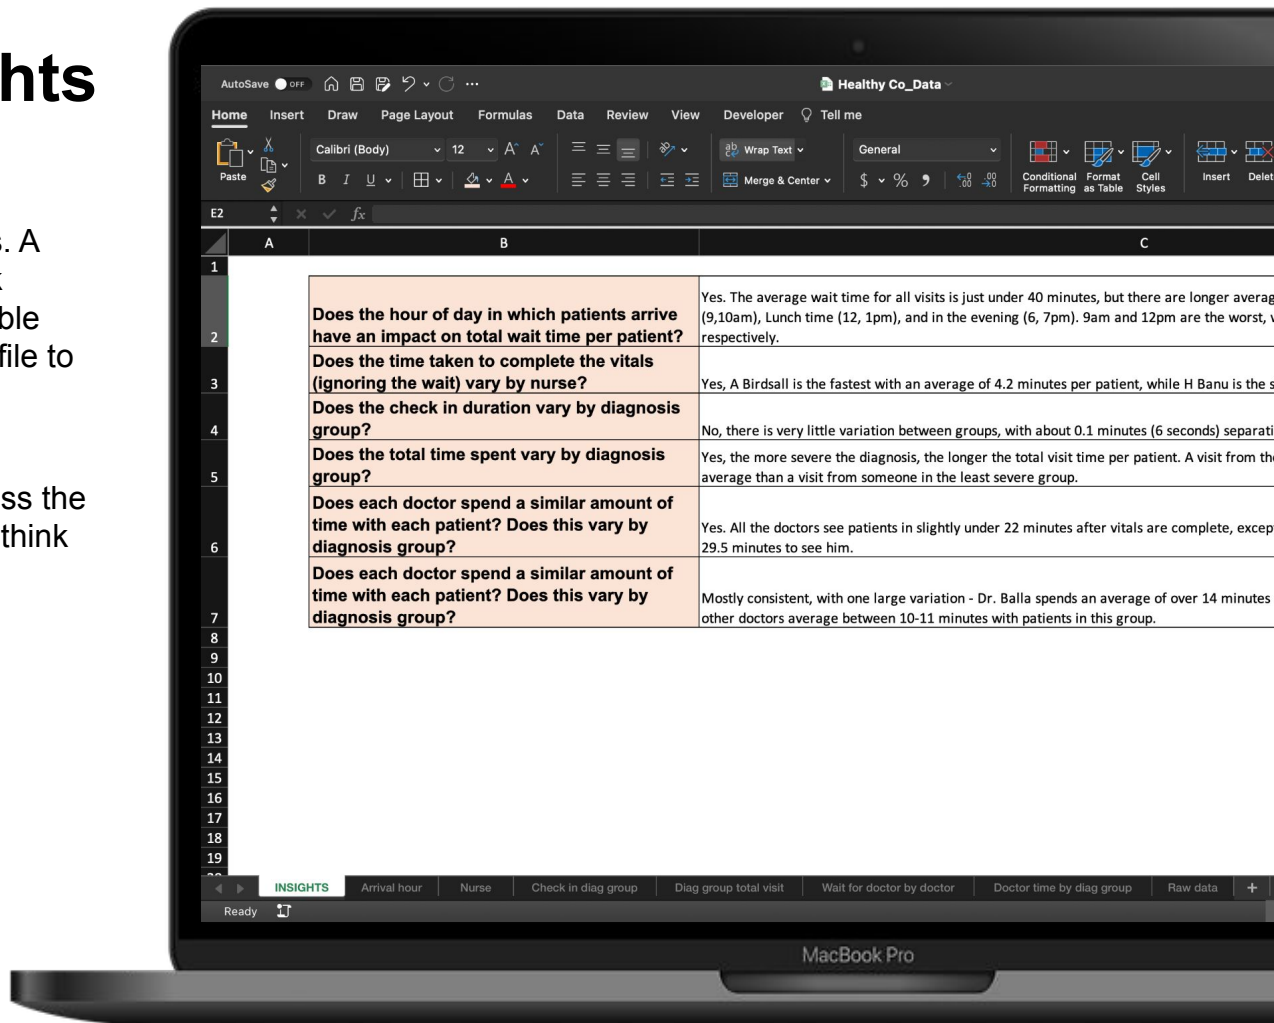 hts
s. A
k
ble
file to
ss the
think
AutoSave OFF ... Healthy Co_Data
Home Insert Draw Page Layout Formulas Data Review View Developer Tell me
Paste
Calibri (Body) 12 A A
B I U A
ab Wrap Text
Merge & Center
General
$ % 9 .00 .00
Conditional Formatting
Format as Table
Cell Styles
Insert Delet
E2 fx
A B C
1
2
Does the hour of day in which patients arrive
have an impact on total wait time per patient?
Yes. The average wait time for all visits is just under 40 minutes, but there are longer averag
(9,10am), Lunch time (12, 1pm), and in the evening (6, 7pm). 9am and 12pm are the worst, w
respectively.
3
Does the time taken to complete the vitals
(ignoring the wait) vary by nurse?
Yes, A Birdsall is the fastest with an average of 4.2 minutes per patient, while H Banu is the s
4
Does the check in duration vary by diagnosis
group?
No, there is very little variation between groups, with about 0.1 minutes (6 seconds) separati
5
Does the total time spent vary by diagnosis
group?
Yes, the more severe the diagnosis, the longer the total visit time per patient. A visit from the
average than a visit from someone in the least severe group.
6
Does each doctor spend a similar amount of
time with each patient? Does this vary by
diagnosis group?
Yes. All the doctors see patients in slightly under 22 minutes after vitals are complete, excep
29.5 minutes to see him.
7
Does each doctor spend a similar amount of
time with each patient? Does this vary by
diagnosis group?
Mostly consistent, with one large variation - Dr. Balla spends an average of over 14 minutes
other doctors average between 10-11 minutes with patients in this group.
8
9
10
11
12
13
14
15
16
17
18
19
INSIGHTS Arrival hour Nurse Check in diag group Diag group total visit Wait for doctor by doctor Doctor time by diag group Raw data +
Ready
MacBook Pro